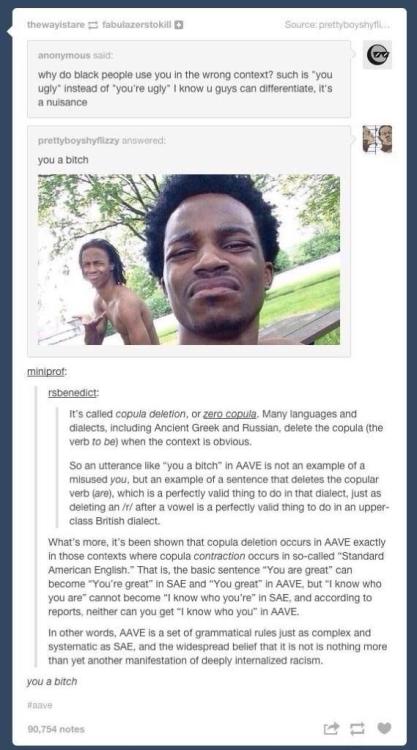 thewayistare fabulazerstokill
Source: prettyboyshyfli...
anonymous said:
why do black people use you in the wrong context? such is "you
ugly" instead of "you're ugly" I know u guys can differentiate, it's
a nuisance
prettyboyshyflizzy answered:
you a bitch
miniprof:
rsbenedict:
It's called copula deletion, or zero copula. Many languages and
dialects, including Ancient Greek and Russian, delete the copula (the
verb to be) when the context is obvious.
So an utterance like "you a bitch" in AAVE is not an example of a
misused you, but an example of a sentence that deletes the copular
verb (are), which is a perfectly valid thing to do in that dialect, just as
deleting an /r/ after a vowel is a perfectly valid thing to do in an upper-
class British dialect.
What's more, it's been shown that copula deletion occurs in AAVE exactly
in those contexts where copula contraction occurs in so-called "Standard
American English." That is, the basic sentence "You are great" can
become "You're great" in SAE and "You great" in AAVE, but "I know who
you are" cannot become "I know who you're" in SAE, and according to
reports, neither can you get "I know who you" in AAVE.
In other words, AAVE is a set of grammatical rules just as complex and
systematic as SAE, and the widespread belief that it is not is nothing more
than yet another manifestation of deeply internalized racism.
you a bitch
#aave
90,754 notes